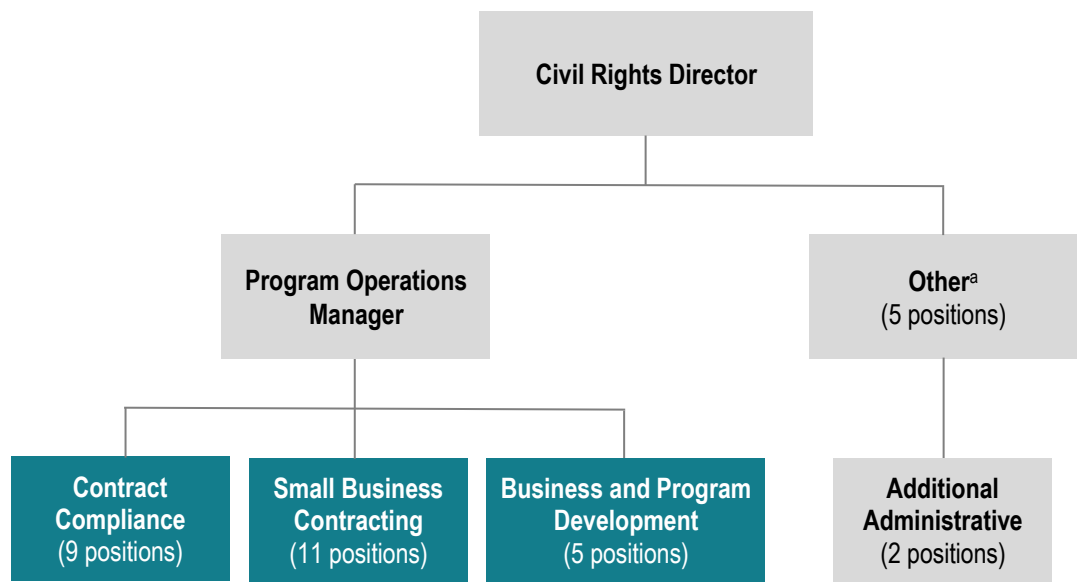 Civil Rights Director
Program Operations
Manager
Otherᵃ
(5 positions)
Contract
Compliance
(9 positions)
Small Business
Contracting
(11 positions)
Business and Program
Development
(5 positions)
Additional
Administrative
(2 positions)